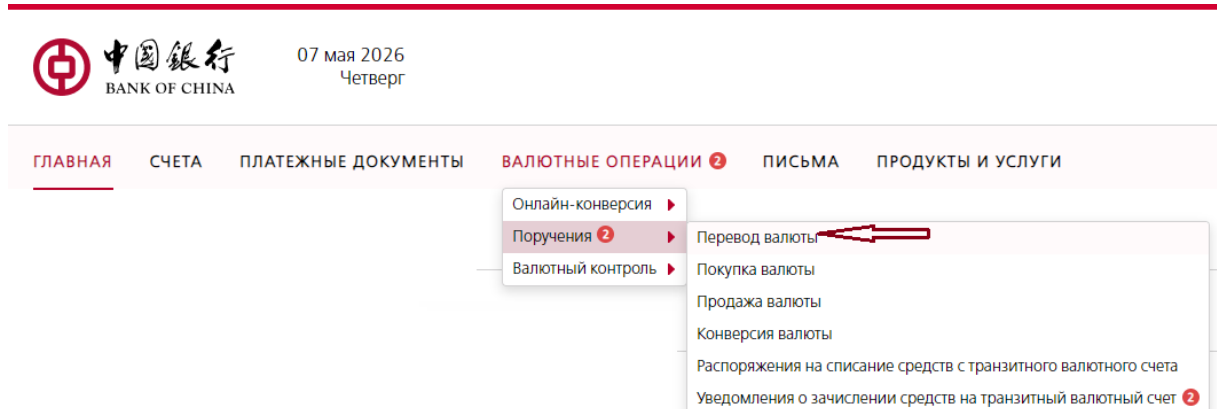 中國銀行
BANK OF CHINA
07 мая 2026
Четверг
ГЛАВНАЯ СЧЕТА ПЛАТЕЖНЫЕ ДОКУМЕНТЫ ВАЛЮТНЫЕ ОПЕРАЦИИ 2 ПИСЬМА ПРОДУКТЫ И УСЛУГИ
Онлайн-конверсия
Поручения 2
Валютный контроль
Перевод валюты
Покупка валюты
Продажа валюты
Конверсия валюты
Распоряжения на списание средств с транзитного валютного счета
Уведомления о зачислении средств на транзитный валютный счет 2